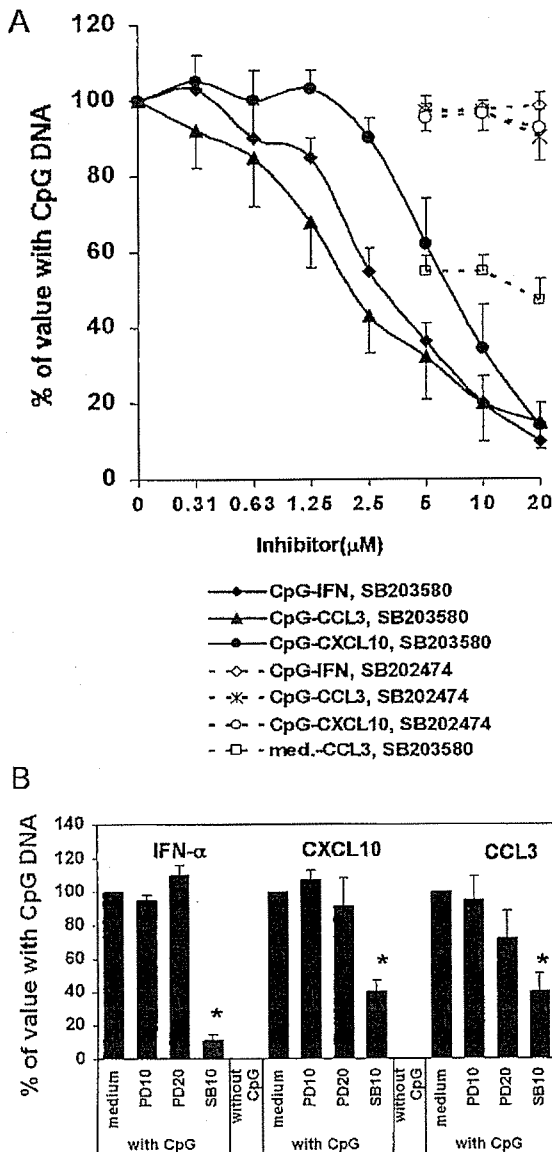 A
120
100
80
60
40
20
0
% of value with CpG DNA
0 0.31 0.63 1.25 2.5 5 10 20
Inhibitor(μM)
CpG-IFN, SB203580
CpG-CCL3, SB203580
CpG-CXCL10, SB203580
CpG-IFN, SB202474
CpG-CCL3, SB202474
CpG-CXCL10, SB202474
med.-CCL3, SB203580
B
140
120
100
80
60
40
20
0
% of value with CpG DNA
IFN-α CXCL10 CCL3
* * *
medium PD10 PD20 SB10 without CpG medium PD10 PD20 SB10 without CpG medium PD10 PD20 SB10
with CpG with CpG with CpG